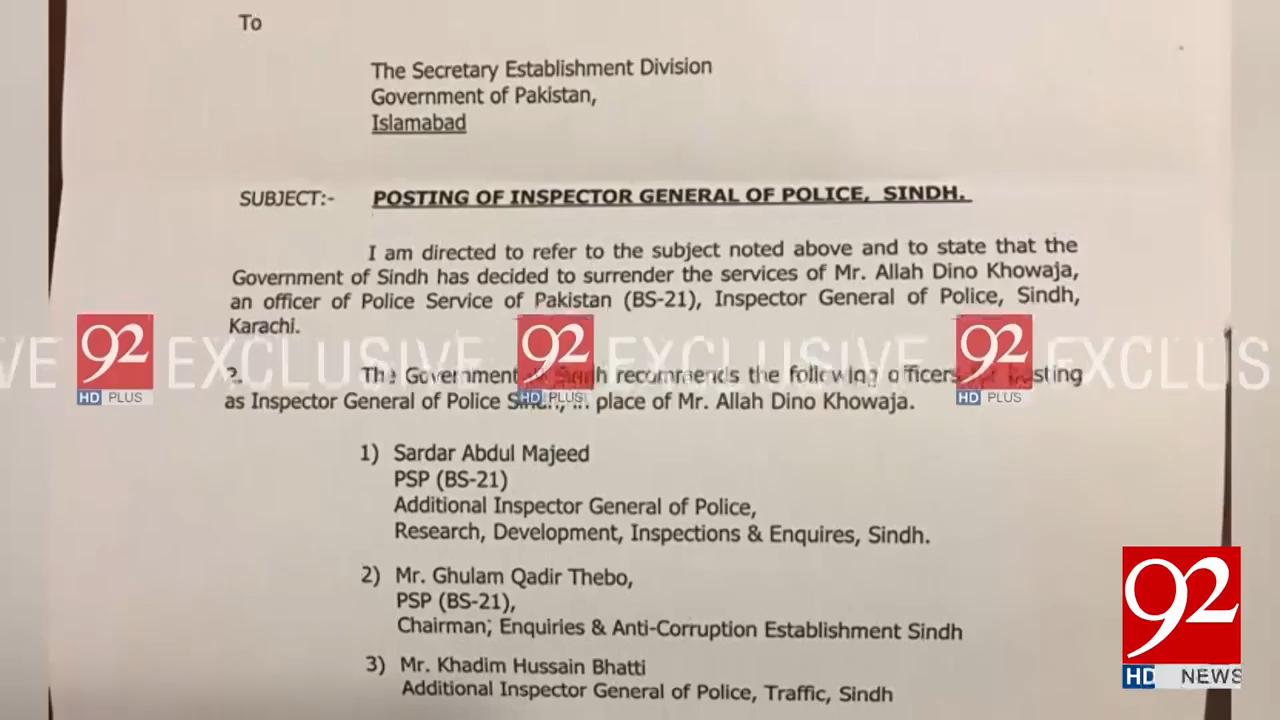 To
The Secretary Establishment Division
Government of Pakistan,
Islamabad
SUBJECT:- POSTING OF INSPECTOR GENERAL OF POLICE, SINDH.
I am directed to refer to the subject noted above and to state that the
Government of Sindh has decided to surrender the services of Mr. Allah Dino Khowaja,
an officer of Police Service of Pakistan (BS-21), Inspector General of Police, Sindh,
Karachi.
VE 92 HD PLUS EXCLUSIVE 92 HD PLUS EXCLUSIVE 92 HD PLUS EXCLUS
2. The Government Sindh recommends the following officers posting
as Inspector General of Police Sindh, in place of Mr. Allah Dino Khowaja.
1) Sardar Abdul Majeed
PSP (BS-21)
Additional Inspector General of Police,
Research, Development, Inspections & Enquires, Sindh.
2) Mr. Ghulam Qadir Thebo,
PSP (BS-21),
Chairman; Enquiries & Anti-Corruption Establishment Sindh
3) Mr. Khadim Hussain Bhatti
Additional Inspector General of Police, Traffic, Sindh
92
HD NEWS